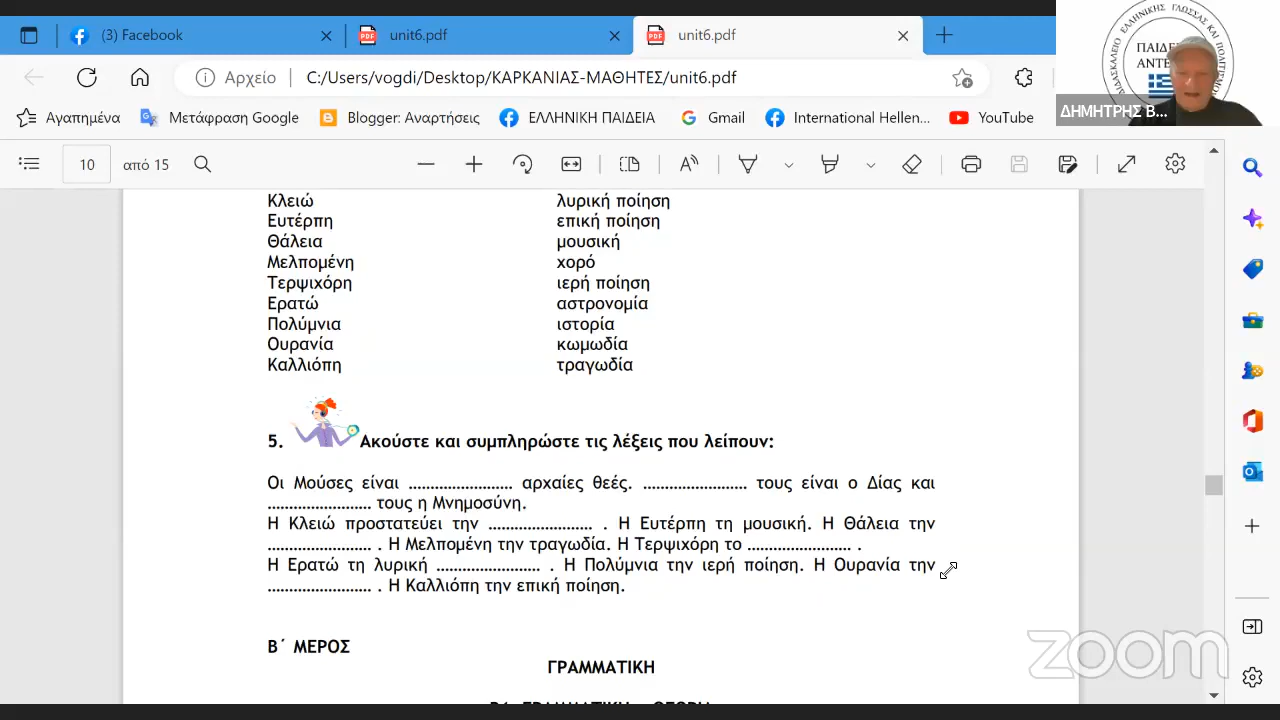 (3) Facebook
unit6.pdf
unit6.pdf
Αρχείο
C:/Users/vogdi/Desktop/ΚΑΡΚΑΝΙΑΣ-ΜΑΘΗΤΕΣ/unit6.pdf
ΔΗΜΗΤΡΗΣ Β...
Αγαπημένα
Μετάφραση Google
Blogger: Αναρτήσεις
ΕΛΛΗΝΙΚΗ ΠΑΙΔΕΙΑ
Gmail
International Hellen...
YouTube
10 από 15
Κλειώ λυρική ποίηση
Ευτέρπη επική ποίηση
Θάλεια μουσική
Μελπομένη χορό
Τερψιχόρη ιερή ποίηση
Ερατώ αστρονομία
Πολύμνια ιστορία
Ουρανία κωμωδία
Καλλιόπη τραγωδία
5. Ακούστε και συμπληρώστε τις λέξεις που λείπουν:
Οι Μούσες είναι ....................... αρχαίες θεές. ....................... τους είναι ο Δίας και
....................... τους η Μνημοσύνη.
Η Κλειώ προστατεύει την ....................... . Η Ευτέρπη τη μουσική. Η Θάλεια την
....................... . Η Μελπομένη την τραγωδία. Η Τερψιχόρη το ....................... .
Η Ερατώ τη λυρική ....................... . Η Πολύμνια την ιερή ποίηση. Η Ουρανία την
....................... . Η Καλλιόπη την επική ποίηση.
Β΄ ΜΕΡΟΣ
ΓΡΑΜΜΑΤΙΚΗ
zoom